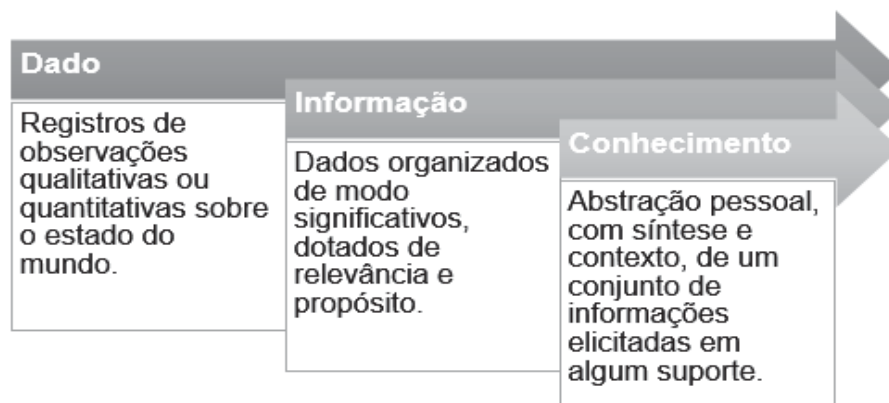 Dado
Registros de
observações
qualitativas ou
quantitativas sobre
o estado do
mundo.
Informação
Dados organizados
de modo
significativos,
dotados de
relevância e
propósito.
Conhecimento
Abstração pessoal,
com síntese e
contexto, de um
conjunto de
informações
elicitadas em
algum suporte.